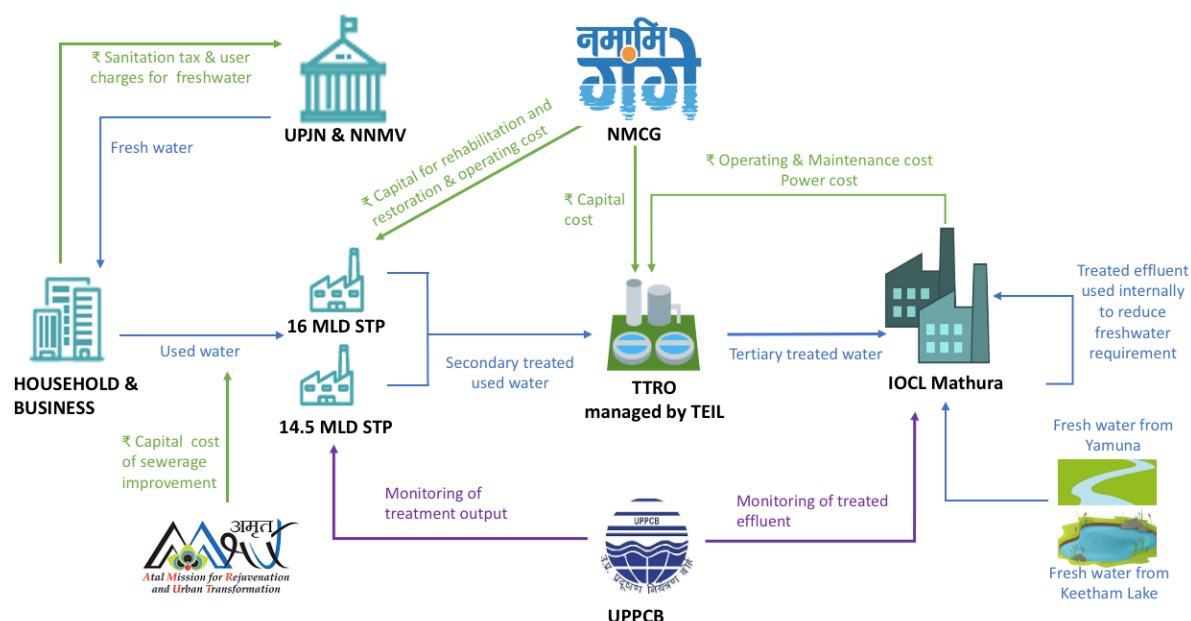 ₹ Sanitation tax & user
charges for freshwater
UPJN & NNMV
Fresh water
नमामि
गंगे
NMCG
₹ Capital for rehabilitation and
restoration & operating cost
₹ Capital
cost
₹ Operating & Maintenance cost
Power cost
HOUSEHOLD &
BUSINESS
Used water
16 MLD STP
14.5 MLD STP
Secondary treated
used water
TTRO
managed by TEIL
Tertiary treated water
IOCL Mathura
Treated effluent
used internally
to reduce
freshwater
requirement
₹ Capital cost
of sewerage
improvement
अमृत
Atal Mission for Rejuvenation
and Urban Transformation
Monitoring of
treatment output
UPPCB
उ.प्र. प्रदूषण नियंत्रण बोर्ड
UPPCB
Monitoring of treated
effluent
Fresh water from
Yamuna
Fresh water from
Keetham Lake